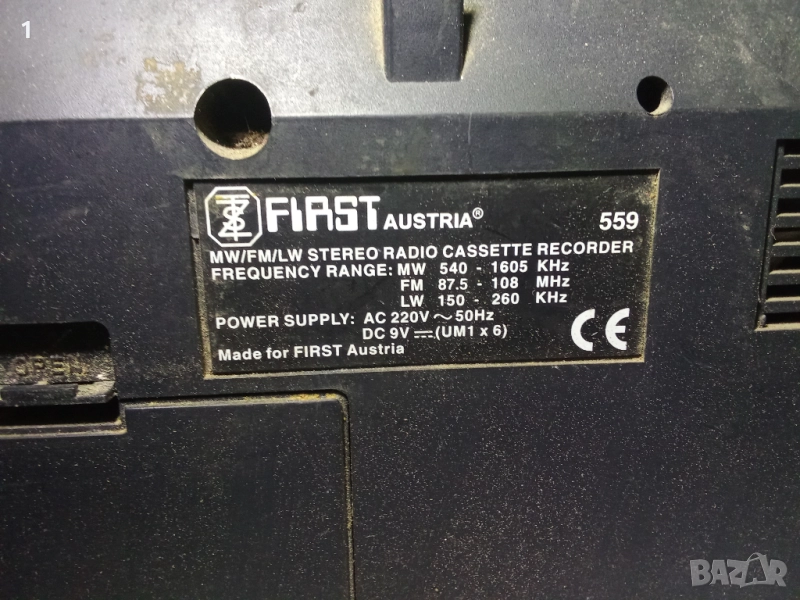 1
FIRST AUSTRIA® 559
MW/FM/LW STEREO RADIO CASSETTE RECORDER
FREQUENCY RANGE: MW 540 - 1605 KHz
FM 87.5 - 108 MHz
LW 150 - 260 KHz
POWER SUPPLY: AC 220V ~ 50Hz
DC 9V ⎓ (UM1 x 6)
CE
Made for FIRST Austria
OPEN
BAZAR